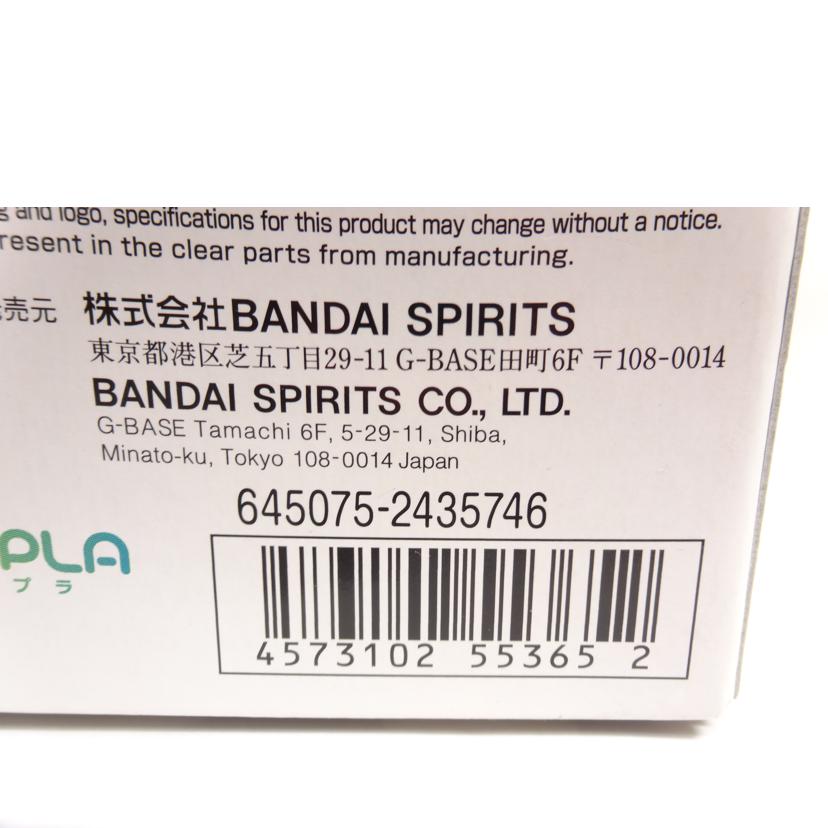 and logo, specifications for this product may change without a notice.
resent in the clear parts from manufacturing.
売元 株式会社BANDAI SPIRITS
東京都港区芝五丁目29-11 G-BASE田町6F 〒108-0014
BANDAI SPIRITS CO., LTD.
G-BASE Tamachi 6F, 5-29-11, Shiba,
Minato-ku, Tokyo 108-0014 Japan
645075-2435746
PLA
プラ
4573102 55365 2